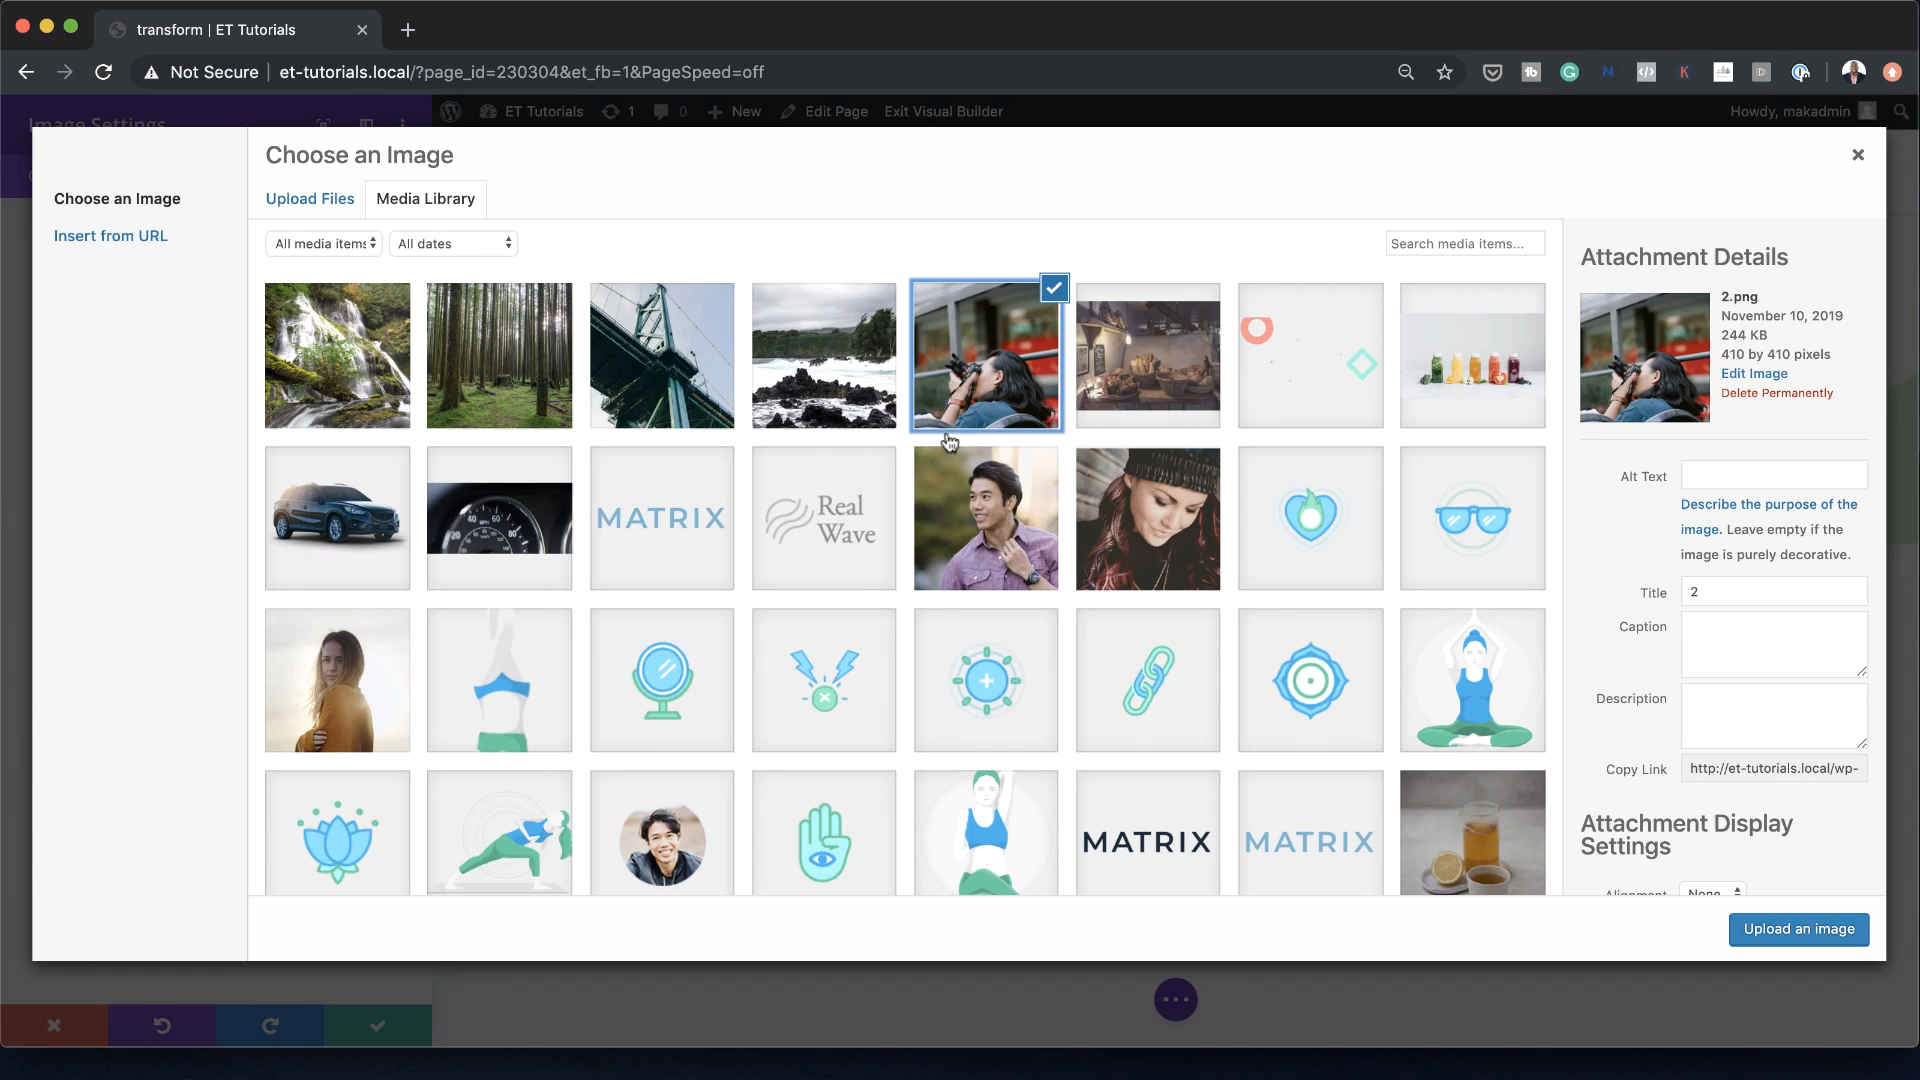 transform | ET Tutorials
Not Secure
et-tutorials.local/?page_id=230304&et_fb=1&PageSpeed=off
Image Settings
ET Tutorials
1
0
New
Edit Page
Exit Visual Builder
Howdy, makadmin
Choose an Image
Insert from URL
Choose an Image
Upload Files
Media Library
All media items
All dates
Search media items...
MATRIX
Real
Wave
MATRIX
MATRIX
Attachment Details
2.png
November 10, 2019
244 KB
410 by 410 pixels
Edit Image
Delete Permanently
Alt Text
Describe the purpose of the
image. Leave empty if the
image is purely decorative.
Title
2
Caption
Description
Copy Link
http://et-tutorials.local/wp-
Attachment Display
Settings
Alignment
None
Upload an image